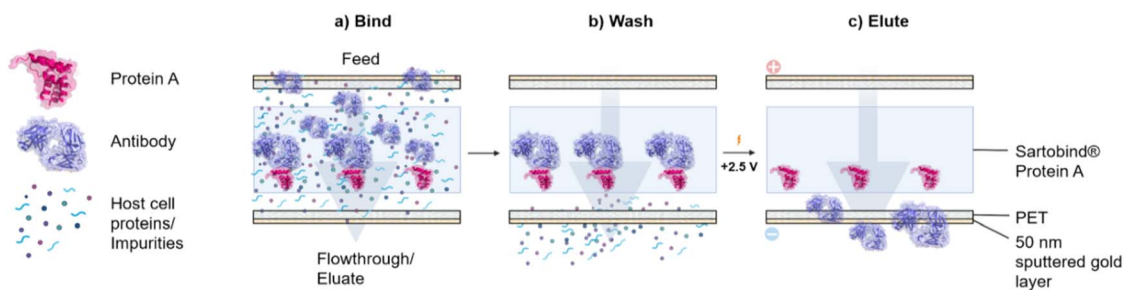 a) Bind
b) Wash
c) Elute
Feed
Protein A
Antibody
Host cell
proteins/
Impurities
Flowthrough/
Eluate
+2.5 V
+
−
Sartobind®
Protein A
PET
50 nm
sputtered gold
layer